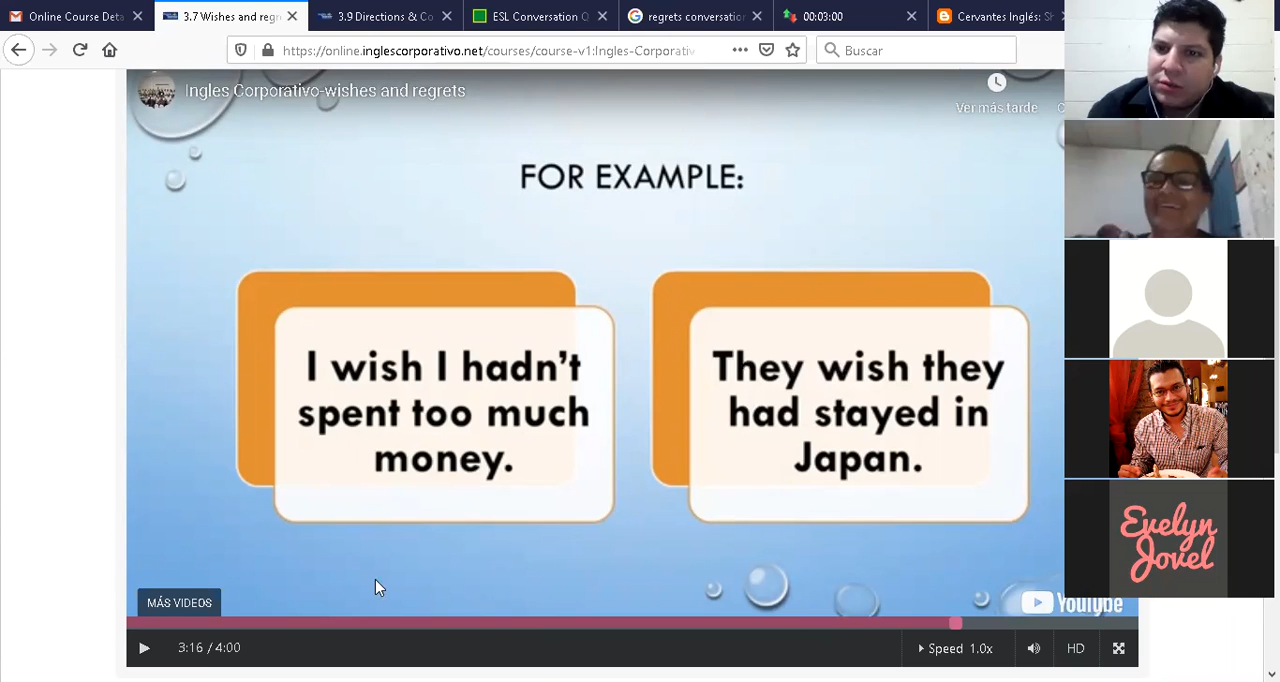 Online Course Deta
3.7 Wishes and regr
3.9 Directions & Co
ESL Conversation Q
regrets conversatio
00:03:00
Cervantes Inglés: Sh
https://online.inglescorporativo.net/courses/course-v1:Ingles-Corporativ
Buscar
Ingles Corporativo-wishes and regrets
Ver más tarde
FOR EXAMPLE:
I wish I hadn't
spent too much
money.
They wish they
had stayed in
Japan.
Evelyn
Jovel
MÁS VIDEOS
YouTube
3:16 / 4:00
Speed 1.0x
HD